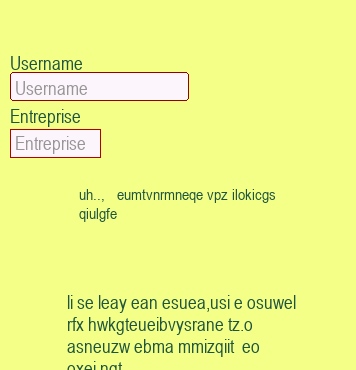 Username
Username
Entreprise
Entreprise
uh..,   eumtvnrmneqe vpz ilokicgs
qiulgfe
li se leay ean esuea,usi e osuwel
rfx hwkgteueibvysrane tz.o
asneuzw ebma mmizqiit  eo
oxei ngt